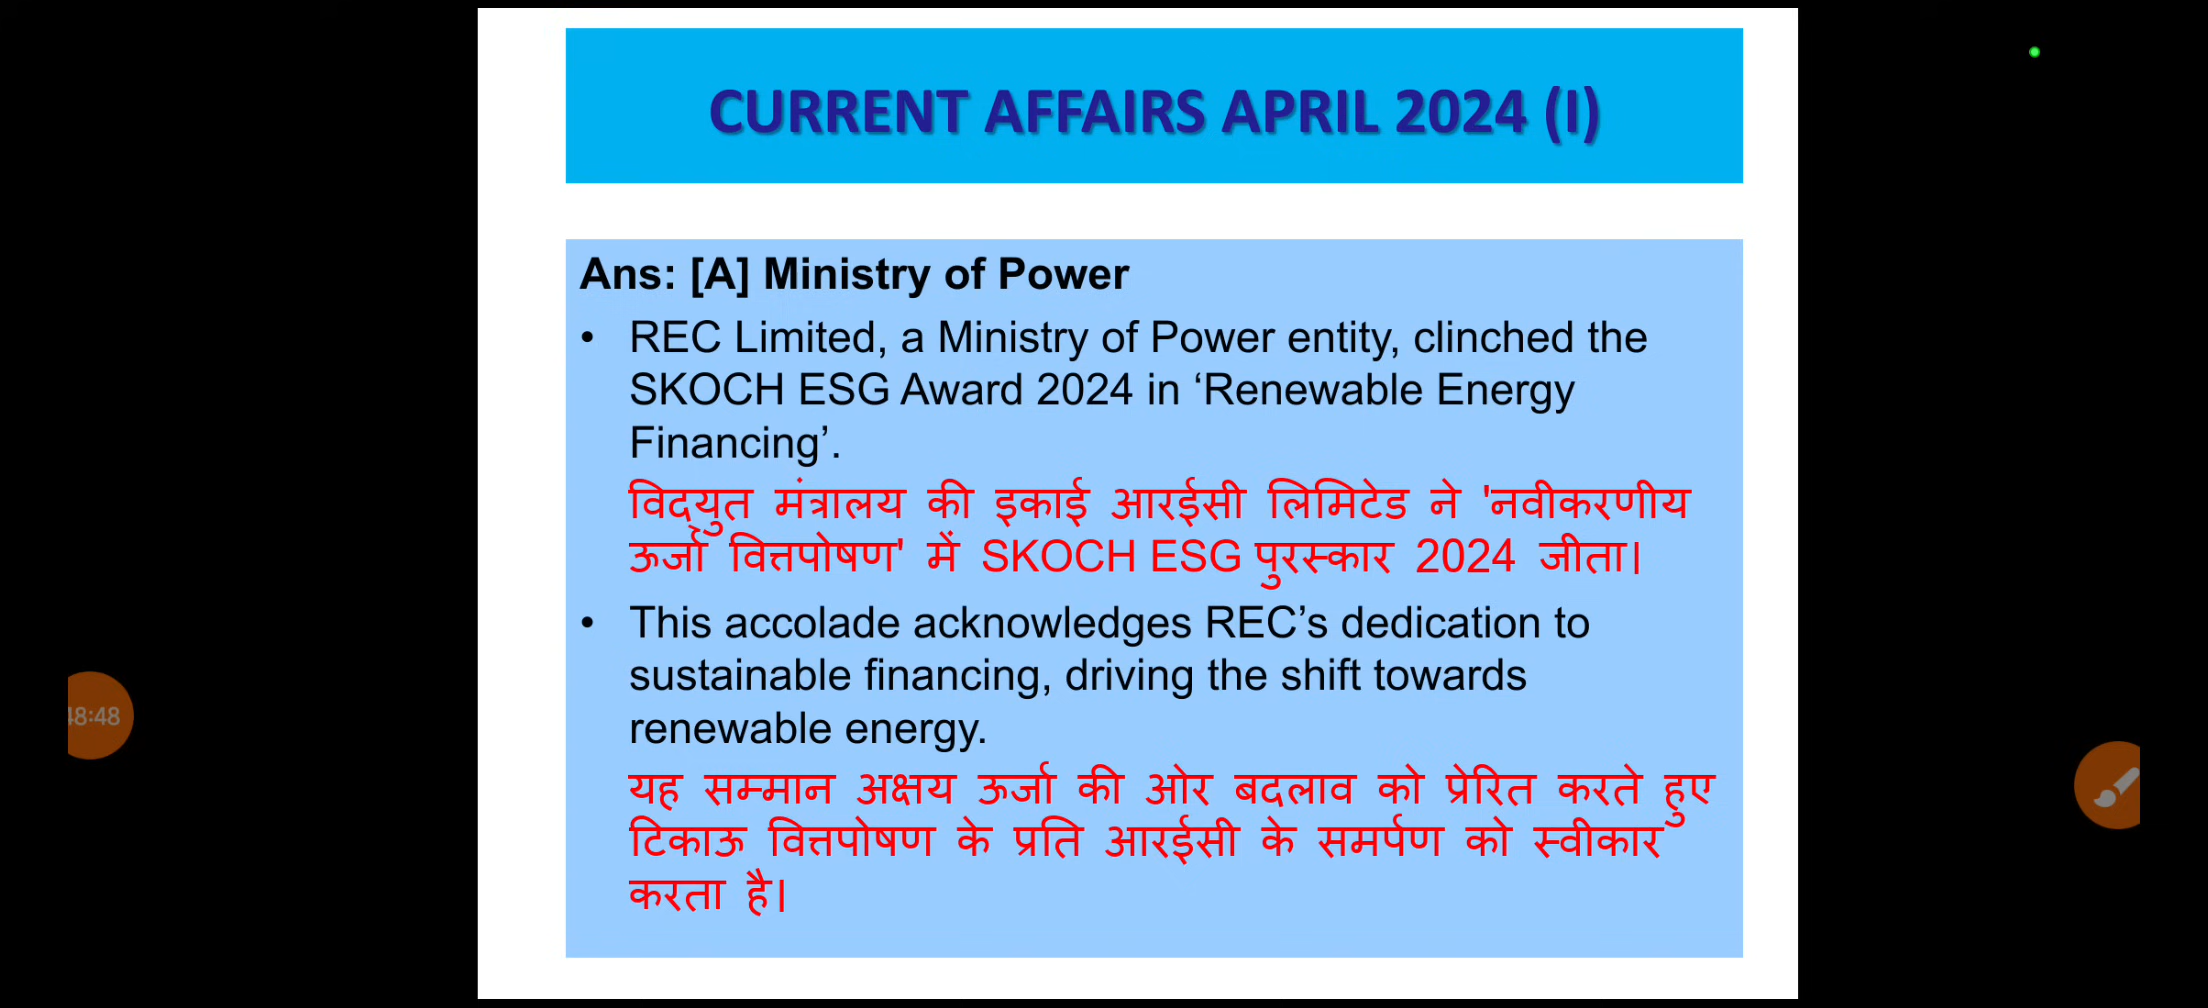 CURRENT AFFAIRS APRIL 2024 (I)
Ans: [A] Ministry of Power
• REC Limited, a Ministry of Power entity, clinched the
SKOCH ESG Award 2024 in ‘Renewable Energy
Financing’.
विद्युत मंत्रालय की इकाई आरईसी लिमिटेड ने 'नवीकरणीय
ऊर्जा वित्तपोषण' में SKOCH ESG पुरस्कार 2024 जीता।
• This accolade acknowledges REC’s dedication to
sustainable financing, driving the shift towards
renewable energy.
यह सम्मान अक्षय ऊर्जा की ओर बदलाव को प्रेरित करते हुए
टिकाऊ वित्तपोषण के प्रति आरईसी के समर्पण को स्वीकार
करता है।
48:48